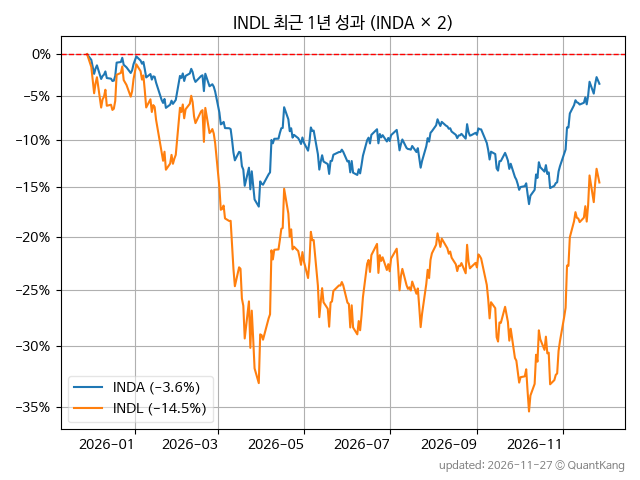 INDL 최근 1년 성과 (INDA × 2)
0%
−5%
−10%
−15%
−20%
−25%
−30%
−35%
INDA (−3.6%)
INDL (−14.5%)
2026−01 2026−03 2026−05 2026−07 2026−09 2026−11
updated: 2026−11−27 © QuantKang